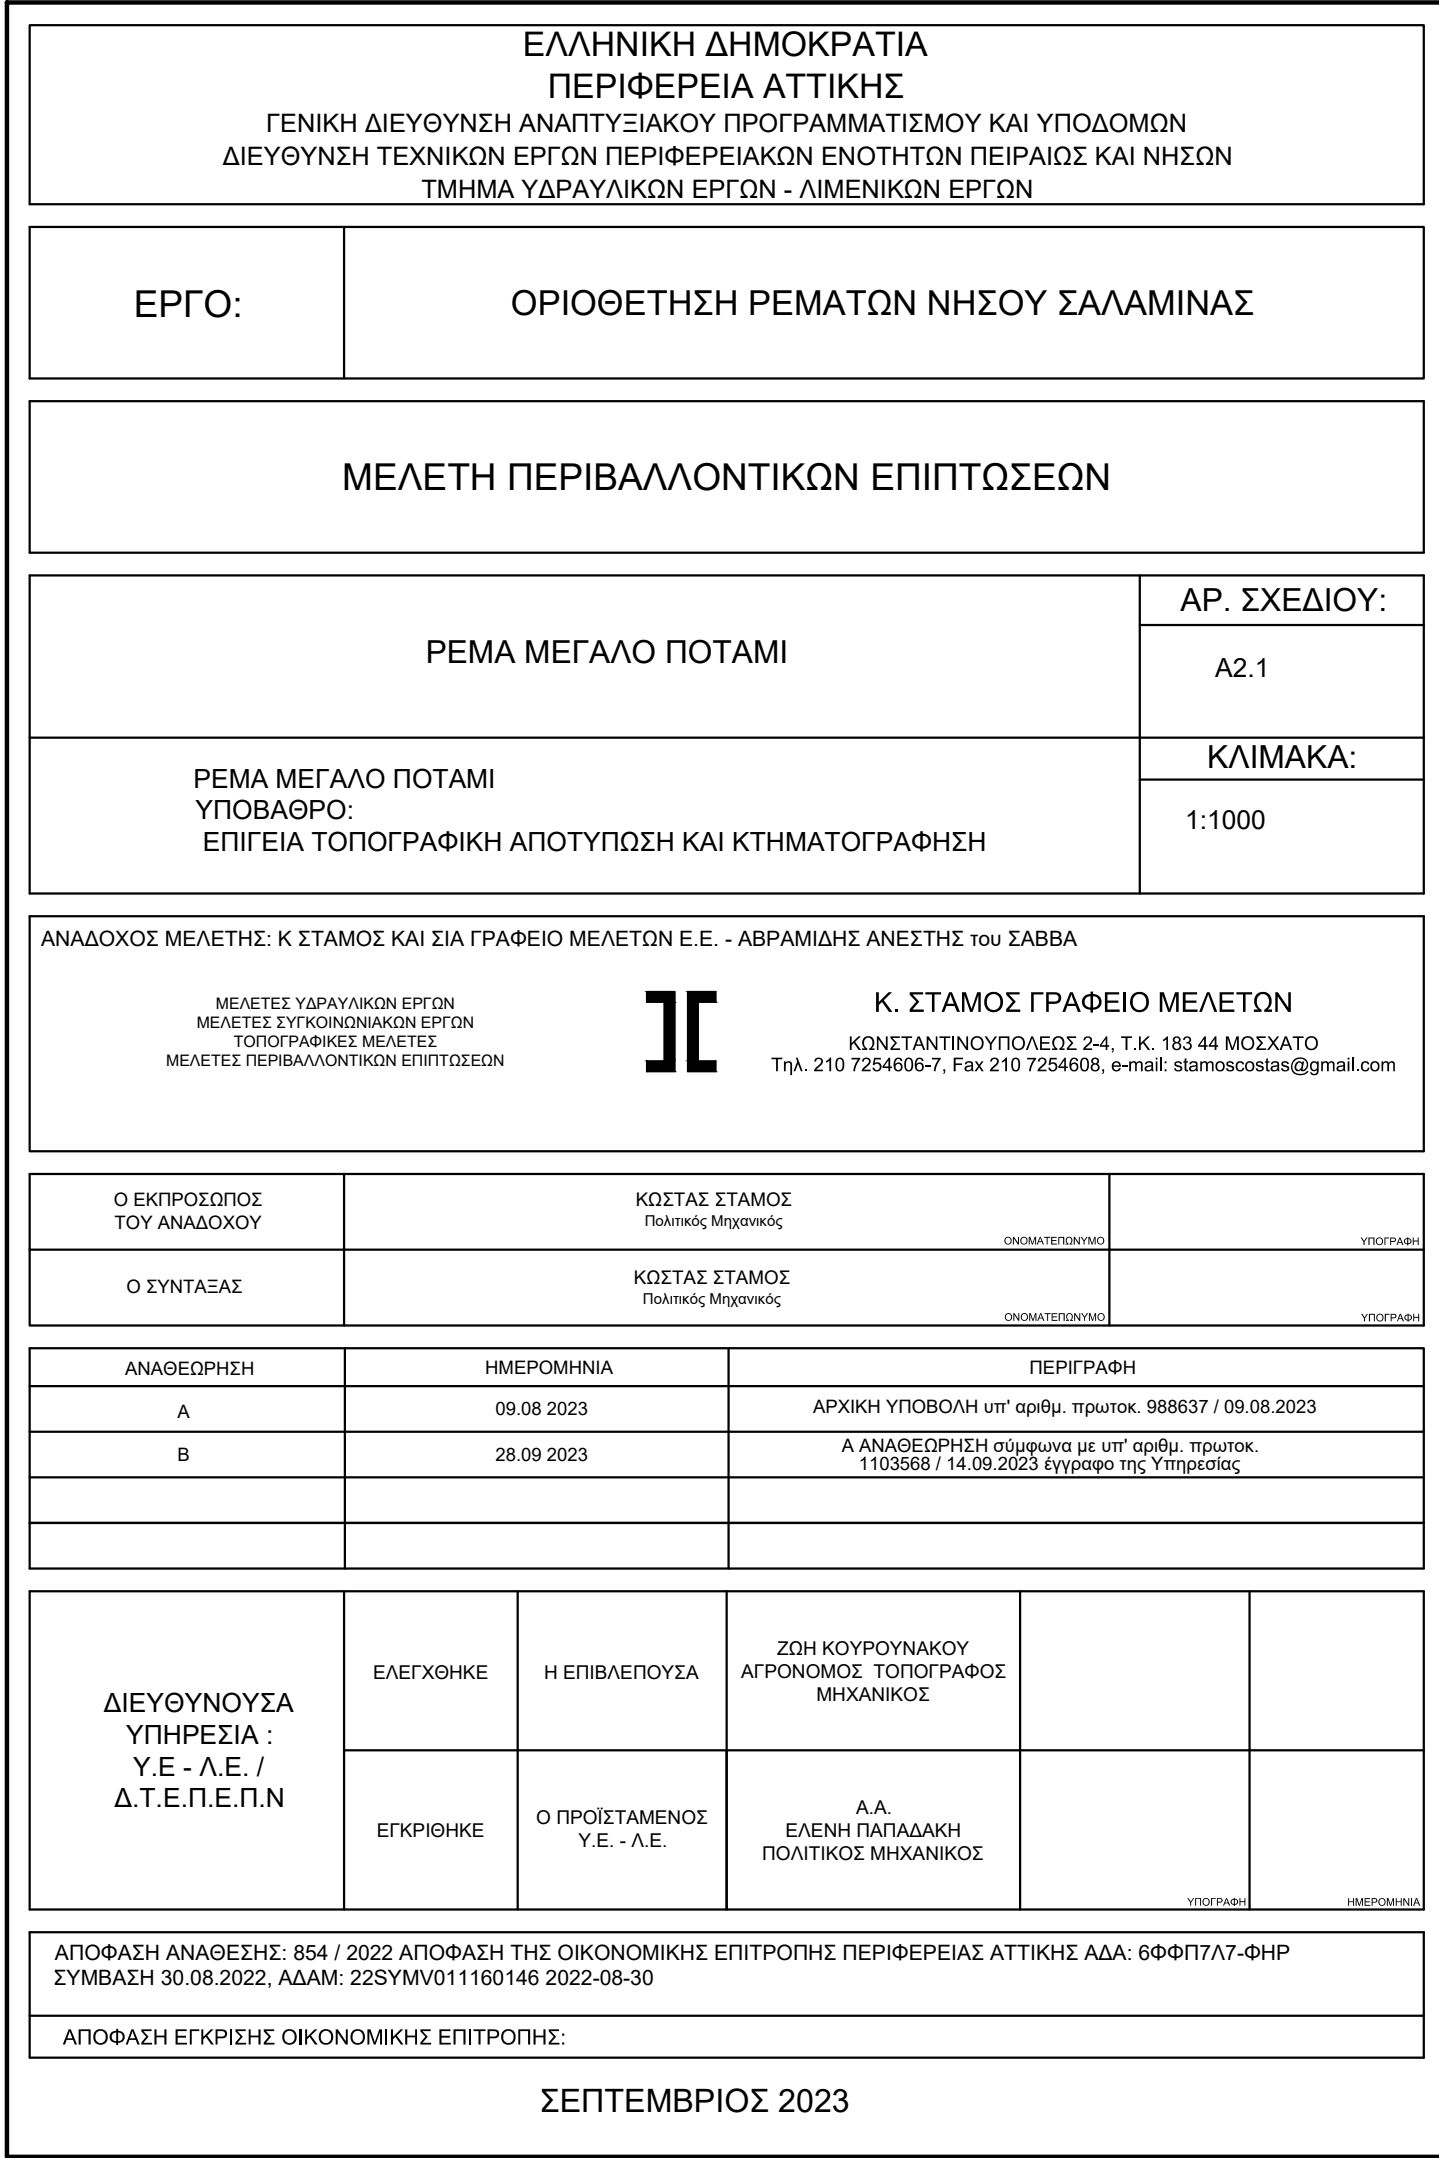 ΕΛΛΗΝΙΚΗ ΔΗΜΟΚΡΑΤΙΑ
ΠΕΡΙΦΕΡΕΙΑ ΑΤΤΙΚΗΣ
ΓΕΝΙΚΗ ΔΙΕΥΘΥΝΣΗ ΑΝΑΠΤΥΞΙΑΚΟΥ ΠΡΟΓΡΑΜΜΑΤΙΣΜΟΥ ΚΑΙ ΥΠΟΔΟΜΩΝ
ΔΙΕΥΘΥΝΣΗ ΤΕΧΝΙΚΩΝ ΕΡΓΩΝ ΠΕΡΙΦΕΡΕΙΑΚΩΝ ΕΝΟΤΗΤΩΝ ΠΕΙΡΑΙΩΣ ΚΑΙ ΝΗΣΩΝ
ΤΜΗΜΑ ΥΔΡΑΥΛΙΚΩΝ ΕΡΓΩΝ - ΛΙΜΕΝΙΚΩΝ ΕΡΓΩΝ
ΕΡΓΟ:
ΟΡΙΟΘΕΤΗΣΗ ΡΕΜΑΤΩΝ ΝΗΣΟΥ ΣΑΛΑΜΙΝΑΣ
ΜΕΛΕΤΗ ΠΕΡΙΒΑΛΛΟΝΤΙΚΩΝ ΕΠΙΠΤΩΣΕΩΝ
ΡΕΜΑ ΜΕΓΑΛΟ ΠΟΤΑΜΙ
ΑΡ. ΣΧΕΔΙΟΥ:
Α2.1
ΡΕΜΑ ΜΕΓΑΛΟ ΠΟΤΑΜΙ
ΥΠΟΒΑΘΡΟ:
ΕΠΙΓΕΙΑ ΤΟΠΟΓΡΑΦΙΚΗ ΑΠΟΤΥΠΩΣΗ ΚΑΙ ΚΤΗΜΑΤΟΓΡΑΦΗΣΗ
ΚΛΙΜΑΚΑ:
1:1000
ΑΝΑΔΟΧΟΣ ΜΕΛΕΤΗΣ: Κ ΣΤΑΜΟΣ ΚΑΙ ΣΙΑ ΓΡΑΦΕΙΟ ΜΕΛΕΤΩΝ Ε.Ε. - ΑΒΡΑΜΙΔΗΣ ΑΝΕΣΤΗΣ του ΣΑΒΒΑ
ΜΕΛΕΤΕΣ ΥΔΡΑΥΛΙΚΩΝ ΕΡΓΩΝ
ΜΕΛΕΤΕΣ ΣΥΓΚΟΙΝΩΝΙΑΚΩΝ ΕΡΓΩΝ
ΤΟΠΟΓΡΑΦΙΚΕΣ ΜΕΛΕΤΕΣ
ΜΕΛΕΤΕΣ ΠΕΡΙΒΑΛΛΟΝΤΙΚΩΝ ΕΠΙΠΤΩΣΕΩΝ
Κ. ΣΤΑΜΟΣ ΓΡΑΦΕΙΟ ΜΕΛΕΤΩΝ
ΚΩΝΣΤΑΝΤΙΝΟΥΠΟΛΕΩΣ 2-4, Τ.Κ. 183 44 ΜΟΣΧΑΤΟ
Τηλ. 210 7254606-7, Fax 210 7254608, e-mail: stamoscostas@gmail.com
Ο ΕΚΠΡΟΣΩΠΟΣ
ΤΟΥ ΑΝΑΔΟΧΟΥ
ΚΩΣΤΑΣ ΣΤΑΜΟΣ
Πολιτικός Μηχανικός
ΟΝΟΜΑΤΕΠΩΝΥΜΟ
ΥΠΟΓΡΑΦΗ
Ο ΣΥΝΤΑΞΑΣ
ΚΩΣΤΑΣ ΣΤΑΜΟΣ
Πολιτικός Μηχανικός
ΟΝΟΜΑΤΕΠΩΝΥΜΟ
ΥΠΟΓΡΑΦΗ
ΑΝΑΘΕΩΡΗΣΗ ΗΜΕΡΟΜΗΝΙΑ ΠΕΡΙΓΡΑΦΗ
Α 09.08 2023 ΑΡΧΙΚΗ ΥΠΟΒΟΛΗ υπ' αριθμ. πρωτοκ. 988637 / 09.08.2023
Β 28.09 2023 Α ΑΝΑΘΕΩΡΗΣΗ σύμφωνα με υπ' αριθμ. πρωτοκ.
1103568 / 14.09.2023 έγγραφο της Υπηρεσίας
ΔΙΕΥΘΥΝΟΥΣΑ
ΥΠΗΡΕΣΙΑ :
Υ.Ε - Λ.Ε. /
Δ.Τ.Ε.Π.Ε.Π.Ν
ΕΛΕΓΧΘΗΚΕ
Η ΕΠΙΒΛΕΠΟΥΣΑ
ΖΩΗ ΚΟΥΡΟΥΝΑΚΟΥ
ΑΓΡΟΝΟΜΟΣ ΤΟΠΟΓΡΑΦΟΣ
ΜΗΧΑΝΙΚΟΣ
ΕΓΚΡΙΘΗΚΕ
Ο ΠΡΟΪΣΤΑΜΕΝΟΣ
Υ.Ε. - Λ.Ε.
Α.Α.
ΕΛΕΝΗ ΠΑΠΑΔΑΚΗ
ΠΟΛΙΤΙΚΟΣ ΜΗΧΑΝΙΚΟΣ
ΥΠΟΓΡΑΦΗ
ΗΜΕΡΟΜΗΝΙΑ
ΑΠΟΦΑΣΗ ΑΝΑΘΕΣΗΣ: 854 / 2022 ΑΠΟΦΑΣΗ ΤΗΣ ΟΙΚΟΝΟΜΙΚΗΣ ΕΠΙΤΡΟΠΗΣ ΠΕΡΙΦΕΡΕΙΑΣ ΑΤΤΙΚΗΣ ΑΔΑ: 6ΦΦΠ7Λ7-ΦΗΡ
ΣΥΜΒΑΣΗ 30.08.2022, ΑΔΑΜ: 22SYMV011160146 2022-08-30
ΑΠΟΦΑΣΗ ΕΓΚΡΙΣΗΣ ΟΙΚΟΝΟΜΙΚΗΣ ΕΠΙΤΡΟΠΗΣ:
ΣΕΠΤΕΜΒΡΙΟΣ 2023